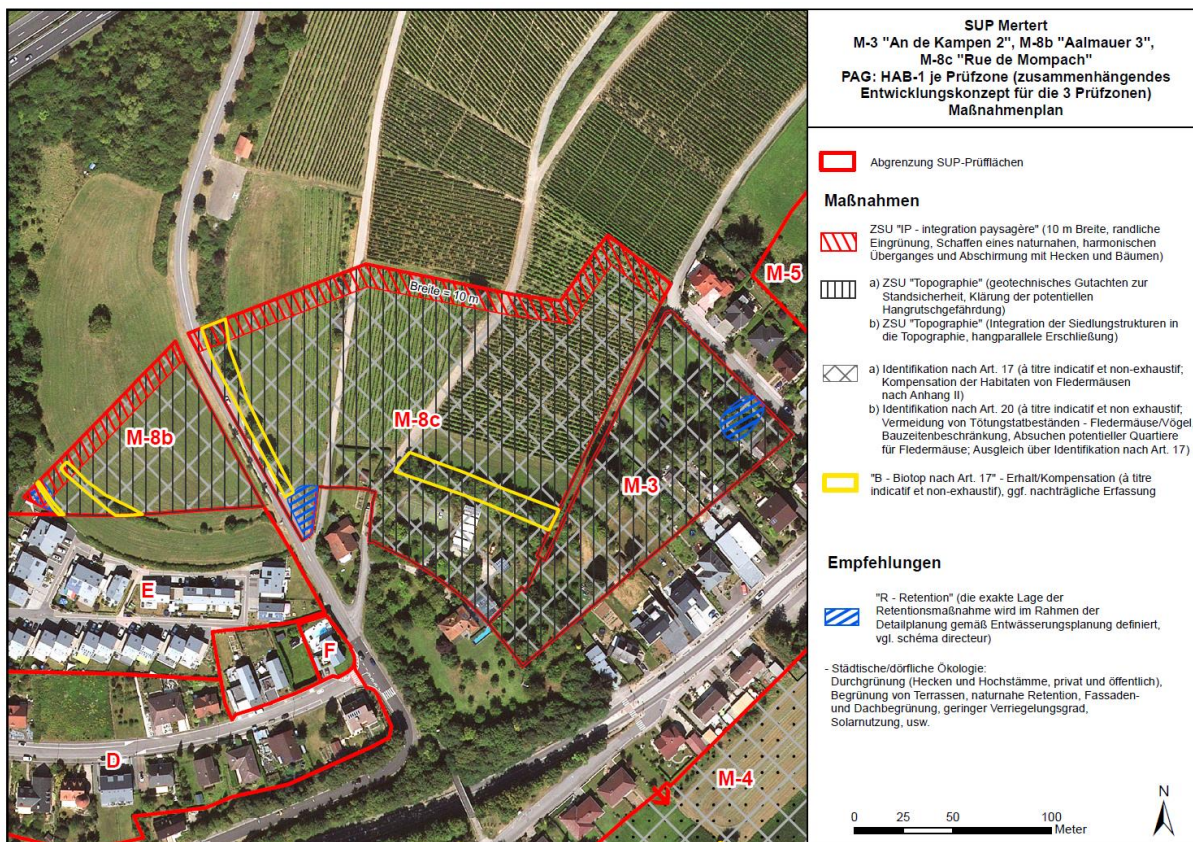 SUP Mertert
M-3 "An de Kampen 2", M-8b "Aalmauer 3",
M-8c "Rue de Mompach"
PAG: HAB-1 je Prüfzone (zusammenhängendes
Entwicklungskonzept für die 3 Prüfzonen)
Maßnahmenplan
Abgrenzung SUP-Prüfflächen
Maßnahmen
ZSU "IP - integration paysagère" (10 m Breite, randliche
Eingrünung, Schaffen eines naturnahen, harmonischen
Überganges und Abschirmung mit Hecken und Bäumen)
a) ZSU "Topographie" (geotechnisches Gutachten zur
Standsicherheit, Klärung der potentiellen
Hangrutschgefährdung)
b) ZSU "Topographie" (Integration der Siedlungstrukturen in
die Topographie, hangparallele Erschließung)
a) Identifikation nach Art. 17 (à titre indicatif et non-exhaustif;
Kompensation der Habitaten von Fledermäusen
nach Anhang II)
b) Identifikation nach Art. 20 (à titre indicatif et non exhaustif;
Vermeidung von Tötungstatbeständen - Fledermäuse/Vögel,
Bauzeitenbeschränkung, Absuchen potenzieller Quartiere
für Fledermäuse; Ausgleich über Identifikation nach Art. 17)
"B - Biotop nach Art. 17" - Erhalt/Kompensation (à titre
indicatif et non-exhaustif), ggf. nachträgliche Erfassung
Empfehlungen
"R - Retention" (die exakte Lage der
Retentionsmaßnahme wird im Rahmen der
Detailplanung gemäß Entwässerungsplanung definiert,
vgl. schéma directeur)
- Städtische/dörfliche Ökologie:
Durchgrünung (Hecken und Hochstämme, privat und öffentlich),
Begrünung von Terrassen, naturnahe Retention, Fassaden-
und Dachbegrünung, geringer Verriegelungsgrad,
Solarnutzung, usw.
0 25 50 100
Meter
N
M-5
Breite = 10 m
M-8b
M-8c
M-3
E
F
D
M-4